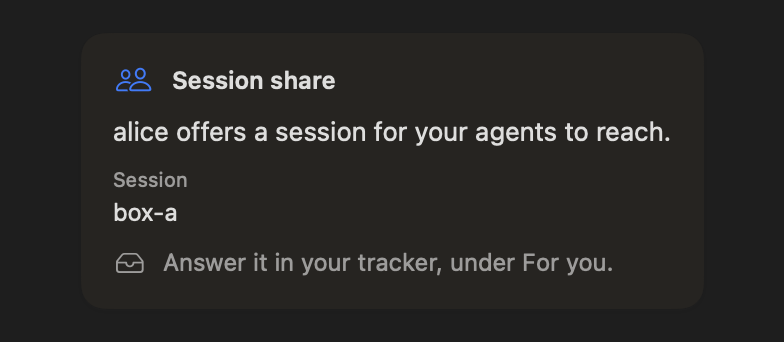 Session share
alice offers a session for your agents to reach.
Session
box-a
Answer it in your tracker, under For you.